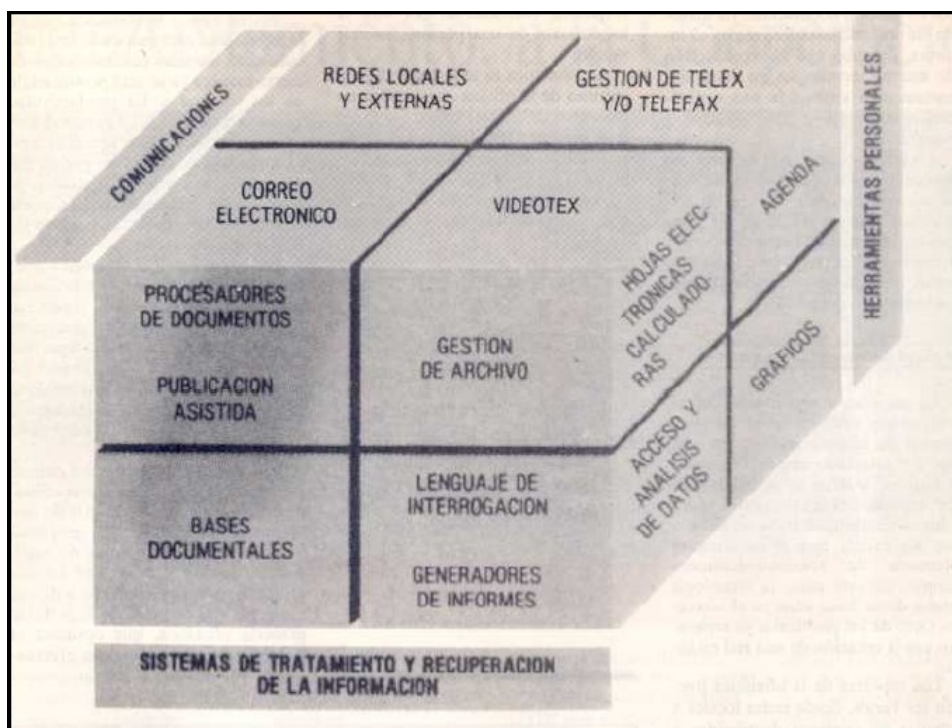 REDES LOCALES
Y EXTERNAS
GESTION DE TELEX
Y/O TELEFAX
COMUNICACIONES
CORREO
ELECTRONICO
VIDEOTEX
HERRAMIENTAS PERSONALES
AGENDA
HOJAS ELEC-
TRONICAS
CALCULADO-
RAS
GRAFICOS
ACCESO Y
ANALISIS
DE DATOS
PROCESADORES
DE DOCUMENTOS
PUBLICACION
ASISTIDA
GESTION
DE ARCHIVO
BASES
DOCUMENTALES
LENGUAJE DE
INTERROGACION
GENERADORES
DE INFORMES
SISTEMAS DE TRATAMIENTO Y RECUPERACION
DE LA INFORMACION